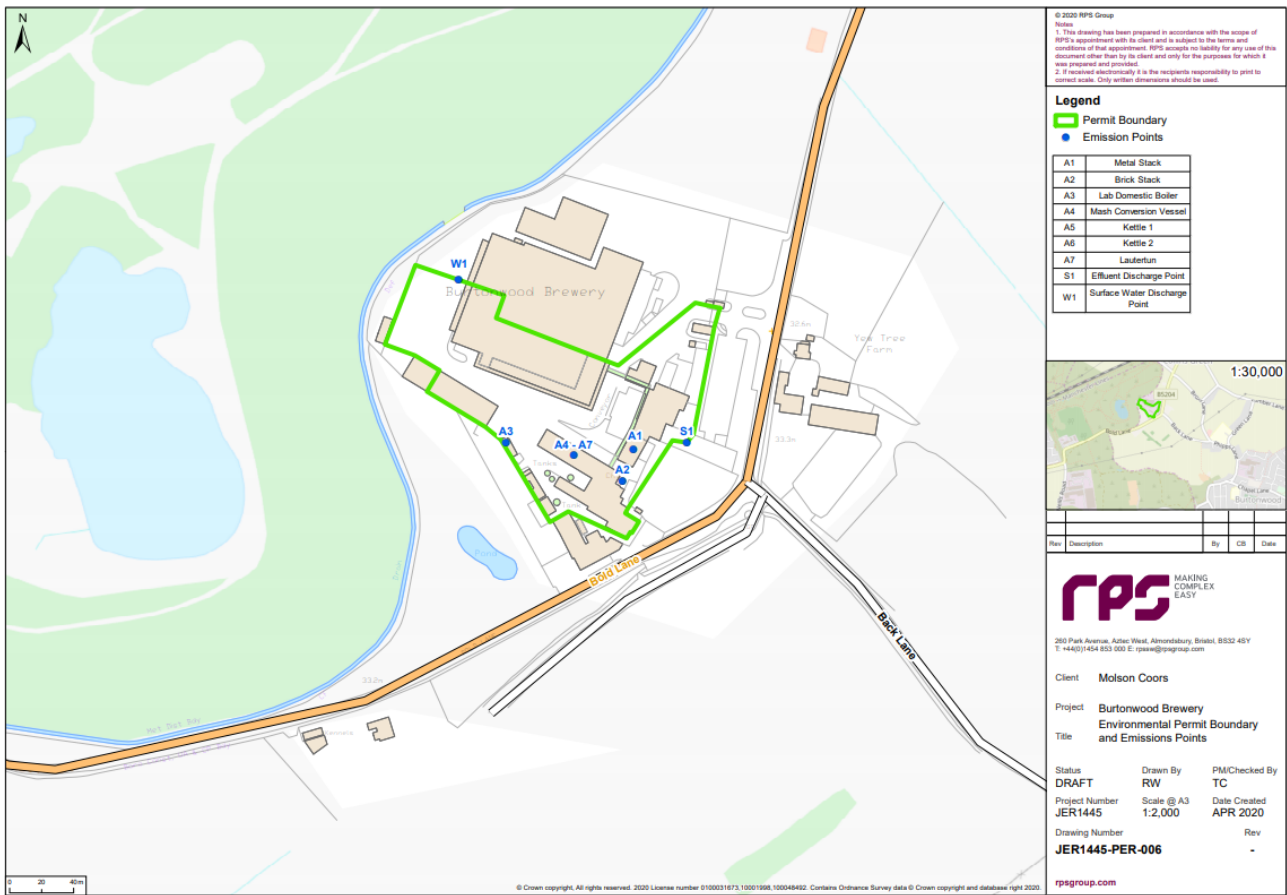 N
W1
Burtonwood Brewery
A3
A4 - A7
A1
A2
S1
Tanks
Tank
Conveyor
Pond
Drain
Yew Tree
Farm
32.6m
33.3m
33.2m
Bold Lane
Back Lane
0 20 40m
© Crown copyright, All rights reserved. 2020 License number 0100031673,10001998,100048492. Contains Ordnance Survey data © Crown copyright and database right 2020.
© 2020 RPS Group
Notes
1. This drawing has been prepared in accordance with the scope of
RPS's appointment with its client and is subject to the terms and
conditions of that appointment. RPS accepts no liability for any use of this
document other than by its client and only for the purposes for which it
was prepared and provided.
2. If received electronically it is the recipients responsibility to print to
correct scale. Only written dimensions should be used.
Legend
Permit Boundary
Emission Points
A1 Metal Stack
A2 Brick Stack
A3 Lab Domestic Boiler
A4 Mash Conversion Vessel
A5 Kettle 1
A6 Kettle 2
A7 Lautertun
S1 Effluent Discharge Point
W1 Surface Water Discharge
Point
1:30,000
B5204
Bold Lane
Back Lane
Chapel Lane
Burtonwood
Rev Description By CB Date
RPS MAKING
COMPLEX
EASY
260 Park Avenue, Aztec West, Almondsbury, Bristol, BS32 4SY
T: +44(0)1454 853 000 E: rpssw@rpsgroup.com
Client Molson Coors
Project Burtonwood Brewery
Title Environmental Permit Boundary
and Emissions Points
Status Drawn By PM/Checked By
DRAFT RW TC
Project Number Scale @ A3 Date Created
JER1445 1:2,000 APR 2020
Drawing Number Rev
JER1445-PER-006 -
rpsgroup.com